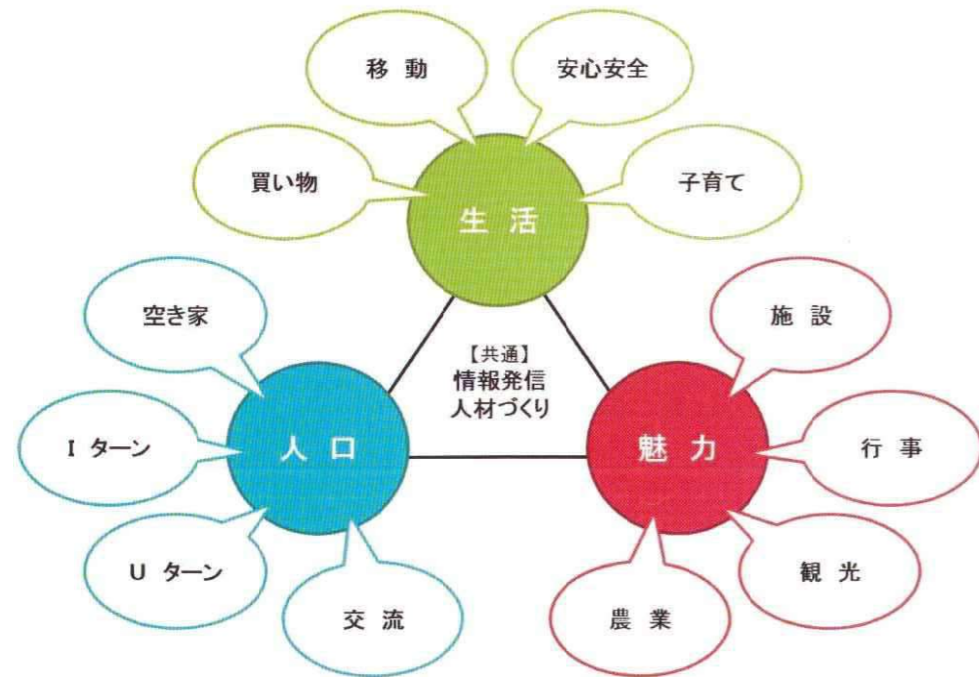 移 動
安心安全
買い物
子育て
生 活
空き家
施 設
【共通】
情報発信
人材づくり
I ターン
人 口
魅 力
行 事
U ターン
観 光
交 流
農 業